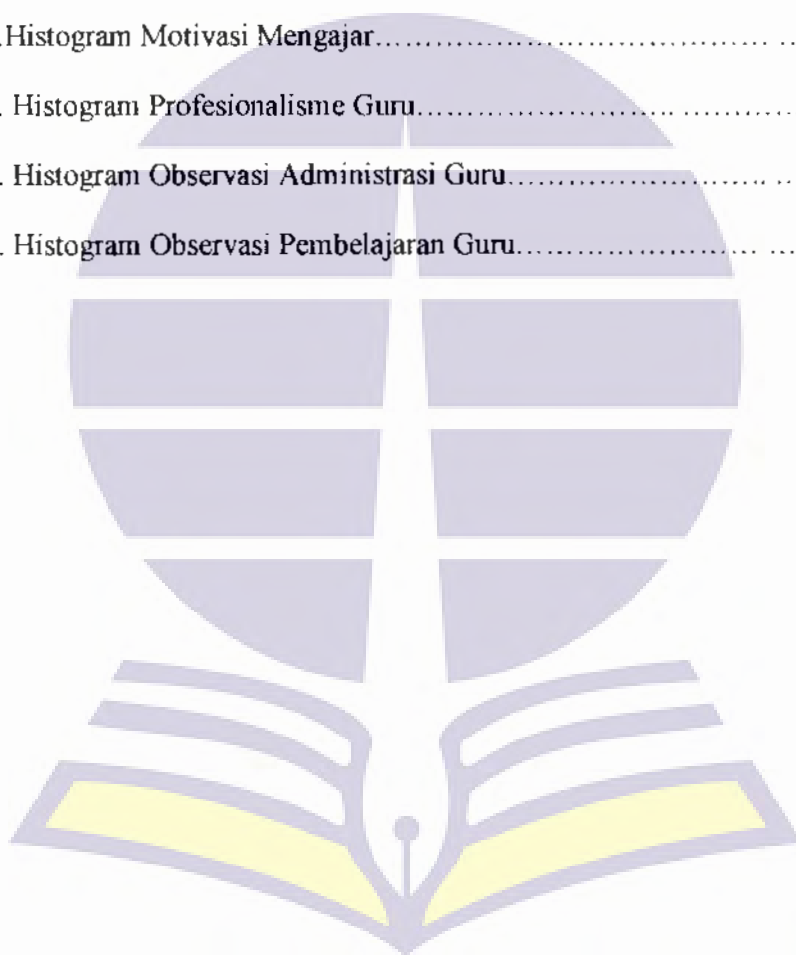 .Histogram Motivasi Mengajar........................................ ..
. Histogram Profesionalisme Guru........................... ............
. Histogram Observasi Administrasi Guru.......................... ...
. Histogram Observasi Pembelajaran Guru........................ ...